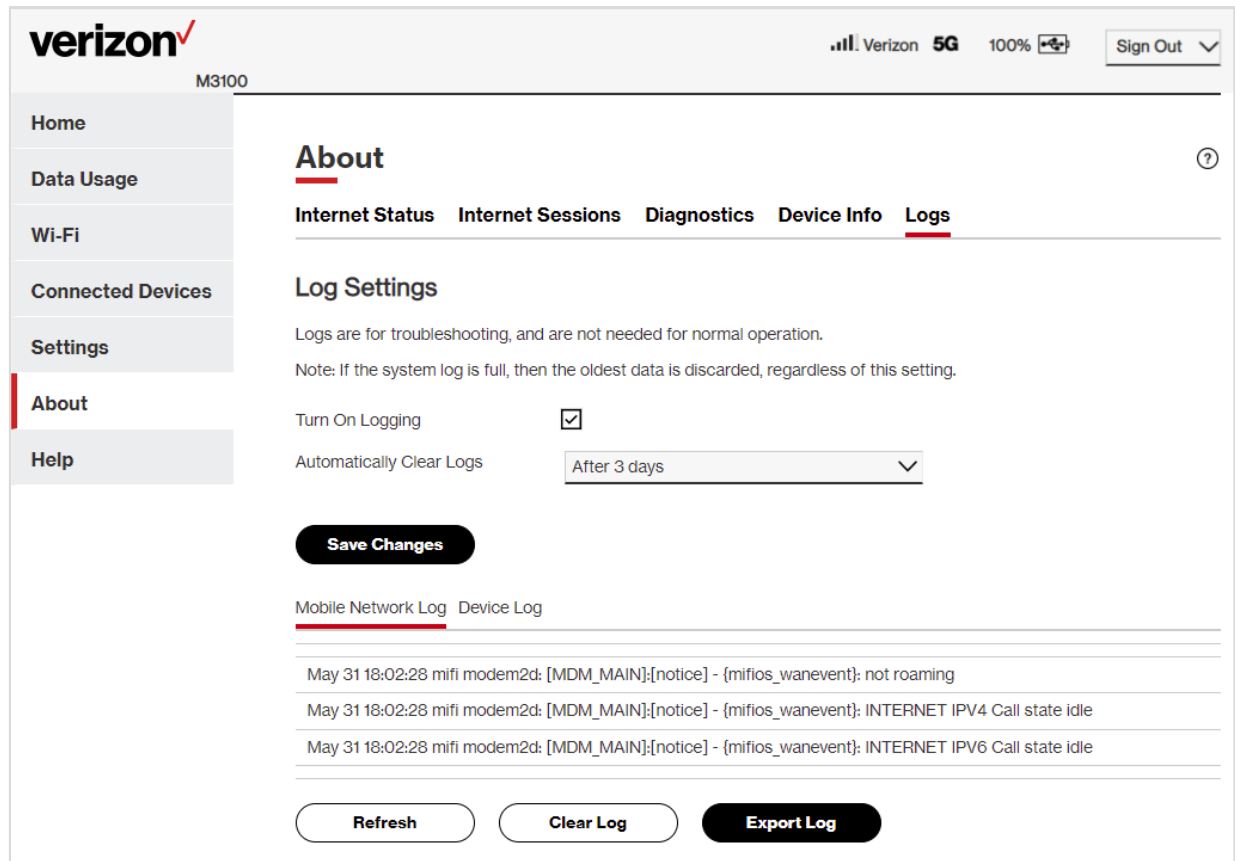 verizon
Verizon 5G 100% Sign Out
M3100
Home
Data Usage
Wi-Fi
Connected Devices
Settings
About
Help
About
?
Internet Status Internet Sessions Diagnostics Device Info Logs
Log Settings
Logs are for troubleshooting, and are not needed for normal operation.
Note: If the system log is full, then the oldest data is discarded, regardless of this setting.
Turn On Logging
Automatically Clear Logs After 3 days
Save Changes
Mobile Network Log Device Log
May 31 18:02:28 mifi modem2d: [MDM_MAIN]:[notice] - {mifios_wanevent}: not roaming
May 31 18:02:28 mifi modem2d: [MDM_MAIN]:[notice] - {mifios_wanevent}: INTERNET IPV4 Call state idle
May 31 18:02:28 mifi modem2d: [MDM_MAIN]:[notice] - {mifios_wanevent}: INTERNET IPV6 Call state idle
Refresh Clear Log Export Log